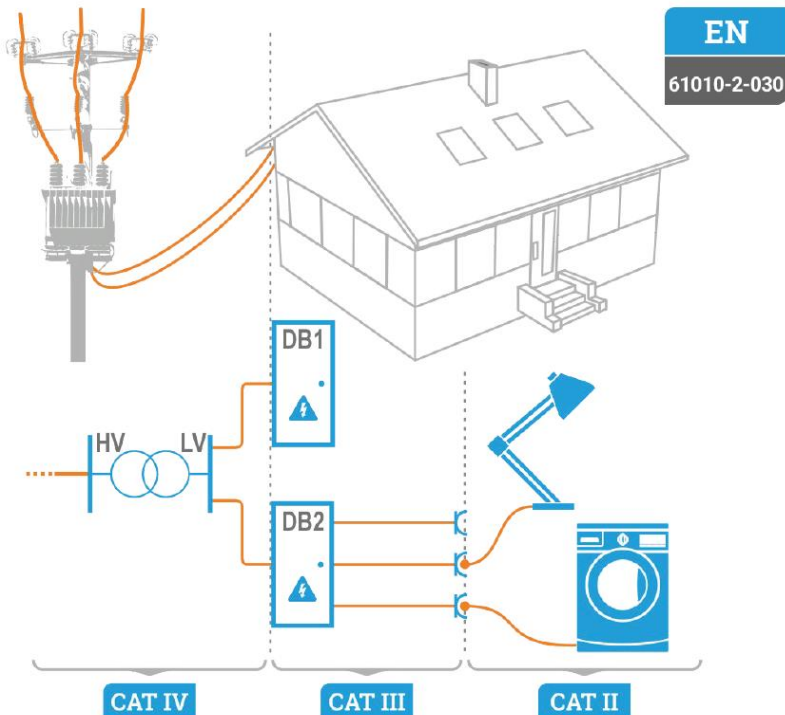 EN
61010-2-030
DB1
HV LV
DB2
CAT IV CAT III CAT II